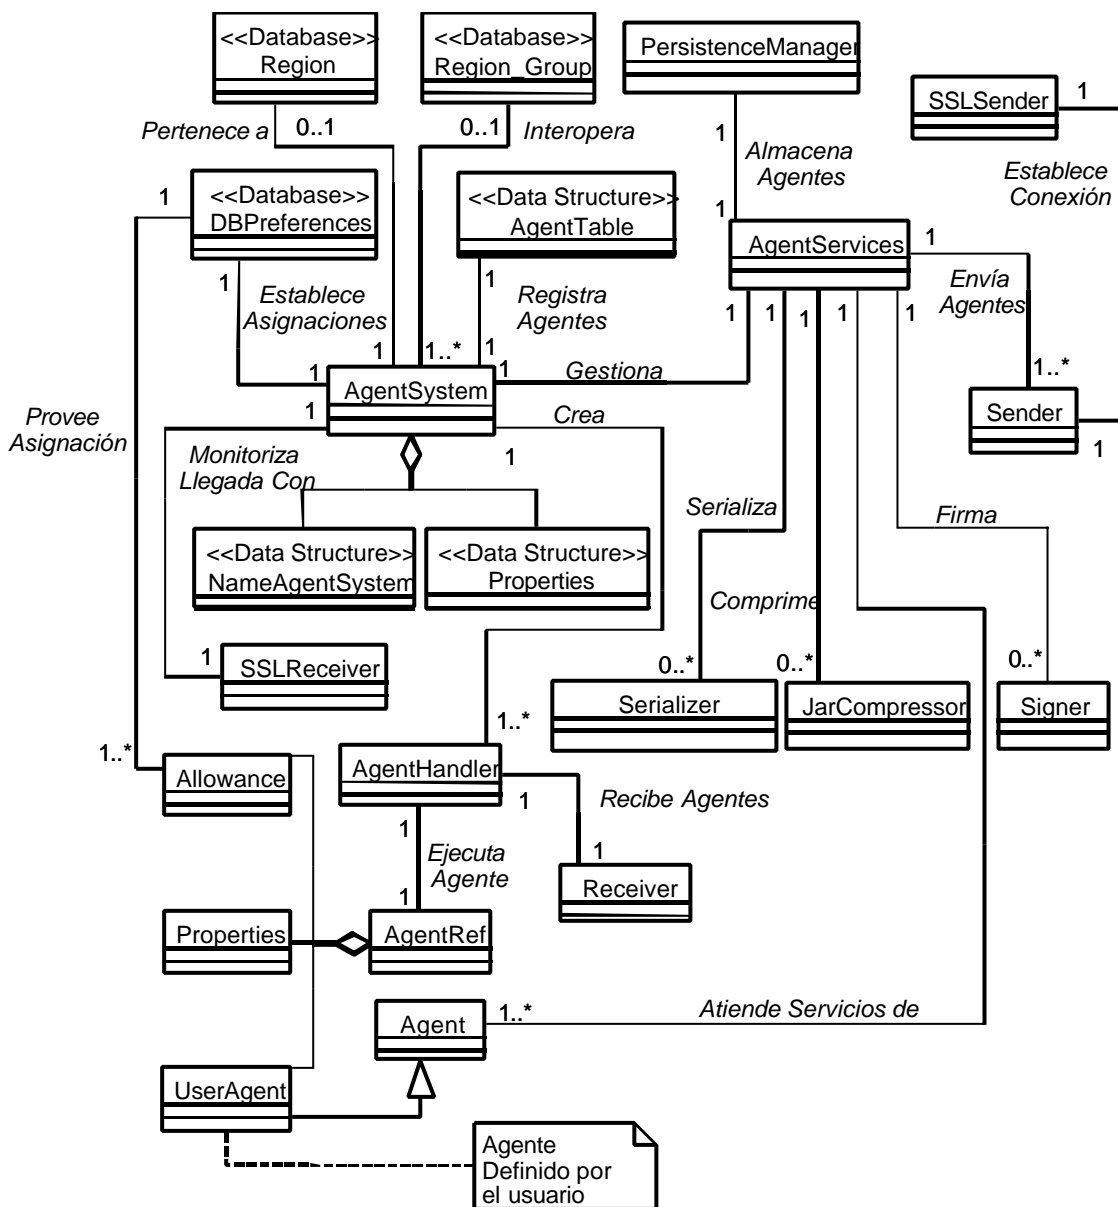 <<Database>>
Region
<<Database>>
Region_Group
PersistenceManager
SSLSender
1
Pertenece a
0..1
0..1
Interopera
1
Almacena
Agentes
Establece
Conexión
1
<<Database>>
DBPreferences
<<Data Structure>>
AgentTable
1
AgentServices
1
1
Establece
Asignaciones
1
Registra
Agentes
Envía
Agentes
1
1
1
1
1
1
1..*
1
1
1
Gestiona
1..*
AgentSystem
1
Crea
Sender
1
Provee
Asignación
Monitoriza
Llegada Con
1
Serializa
Firma
<<Data Structure>>
NameAgentSystem
<<Data Structure>>
Properties
Comprime
1
SSLReceiver
0..*
0..*
0..*
Serializer
JarCompressor
Signer
1..*
1..*
Allowance
AgentHandler
1
Recibe Agentes
1
Ejecuta
Agente
1
Receiver
1
Properties
AgentRef
Agent
1..*
Atiende Servicios de
UserAgent
Agente
Definido por
el usuario